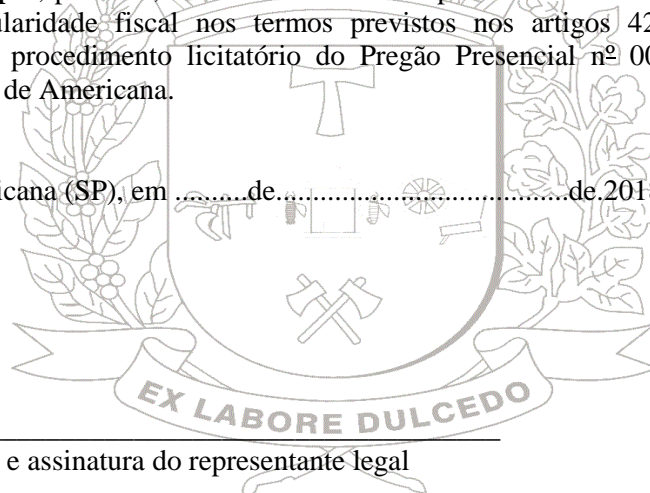 ularidade fiscal nos termos previstos nos artigos 42
procedimento licitatório do Pregão Presencial nº 00
de Americana.
icana (SP), em ..........de........................................de.201
EX LABORE DULCEDO
e assinatura do representante legal